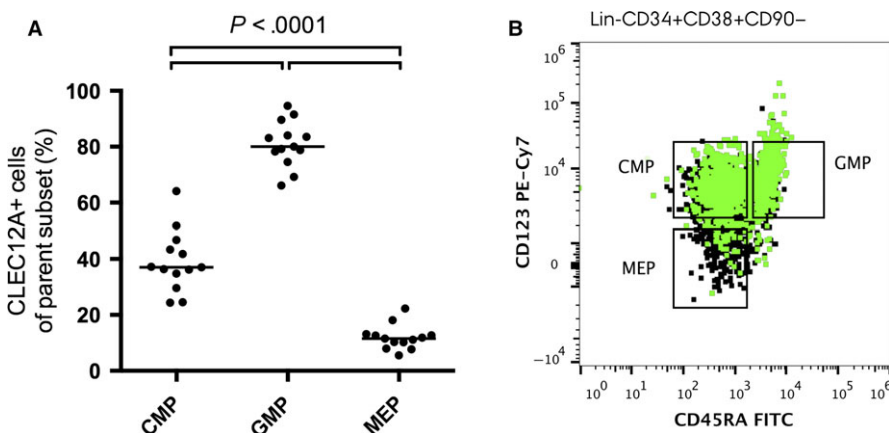 A
P < .0001
CLEC12A+ cells
of parent subset (%)
100
80
60
40
20
0
CMP
GMP
MEP
B
Lin-CD34+CD38+CD90–
CD123 PE-Cy7
10^6
10^5
10^4
0
–10^4
CMP
GMP
MEP
10^0
10^1
10^2
10^3
10^4
10^5
10^6
CD45RA FITC